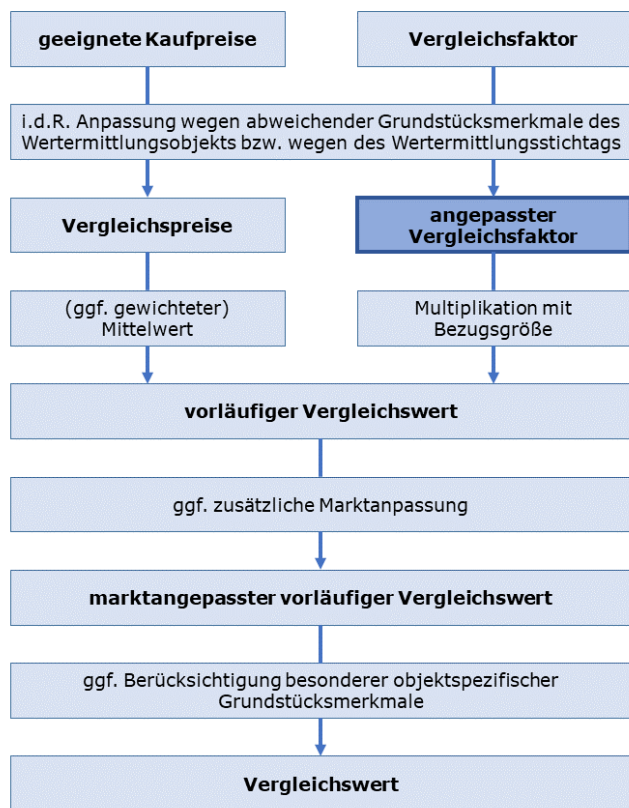 geeignete Kaufpreise
Vergleichsfaktor
i.d.R. Anpassung wegen abweichender Grundstücksmerkmale des
Wertermittlungsobjekts bzw. wegen des Wertermittlungsstichtags
Vergleichspreise
angepasster
Vergleichsfaktor
(ggf. gewichteter)
Mittelwert
Multiplikation mit
Bezugsgröße
vorläufiger Vergleichswert
ggf. zusätzliche Marktanpassung
marktangepasster vorläufiger Vergleichswert
ggf. Berücksichtigung besonderer objektspezifischer
Grundstücksmerkmale
Vergleichswert